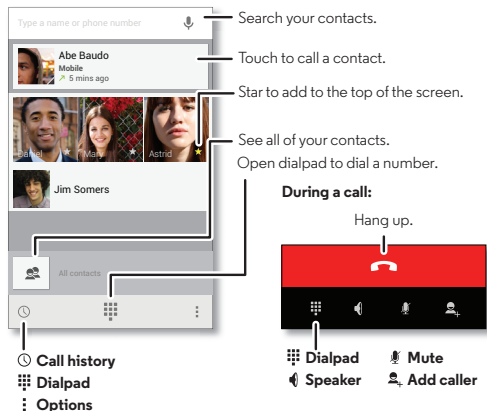 Type a name or phone number
Search your contacts.
Abe Baudo
Mobile
5 mins ago
Touch to call a contact.
Star to add to the top of the screen.
Daniel
Mary
Astrid
See all of your contacts.
Open dialpad to dial a number.
Jim Somers
During a call:
Hang up.
All contacts
Call history
Dialpad
Options
Dialpad
Mute
Speaker
Add caller